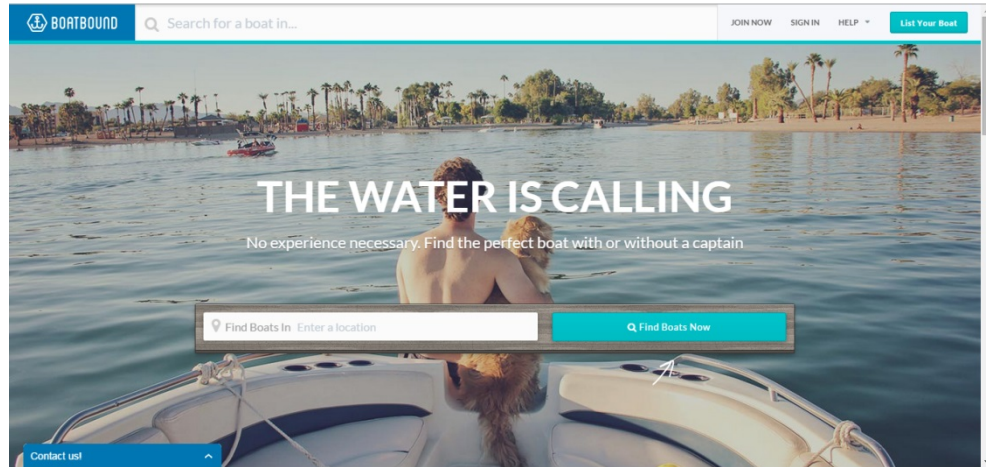 BOATBOUND
Search for a boat in...
JOIN NOW
SIGN IN
HELP
List Your Boat
THE WATER IS CALLING
No experience necessary. Find the perfect boat with or without a captain
Find Boats In Enter a location
Find Boats Now
Contact us!